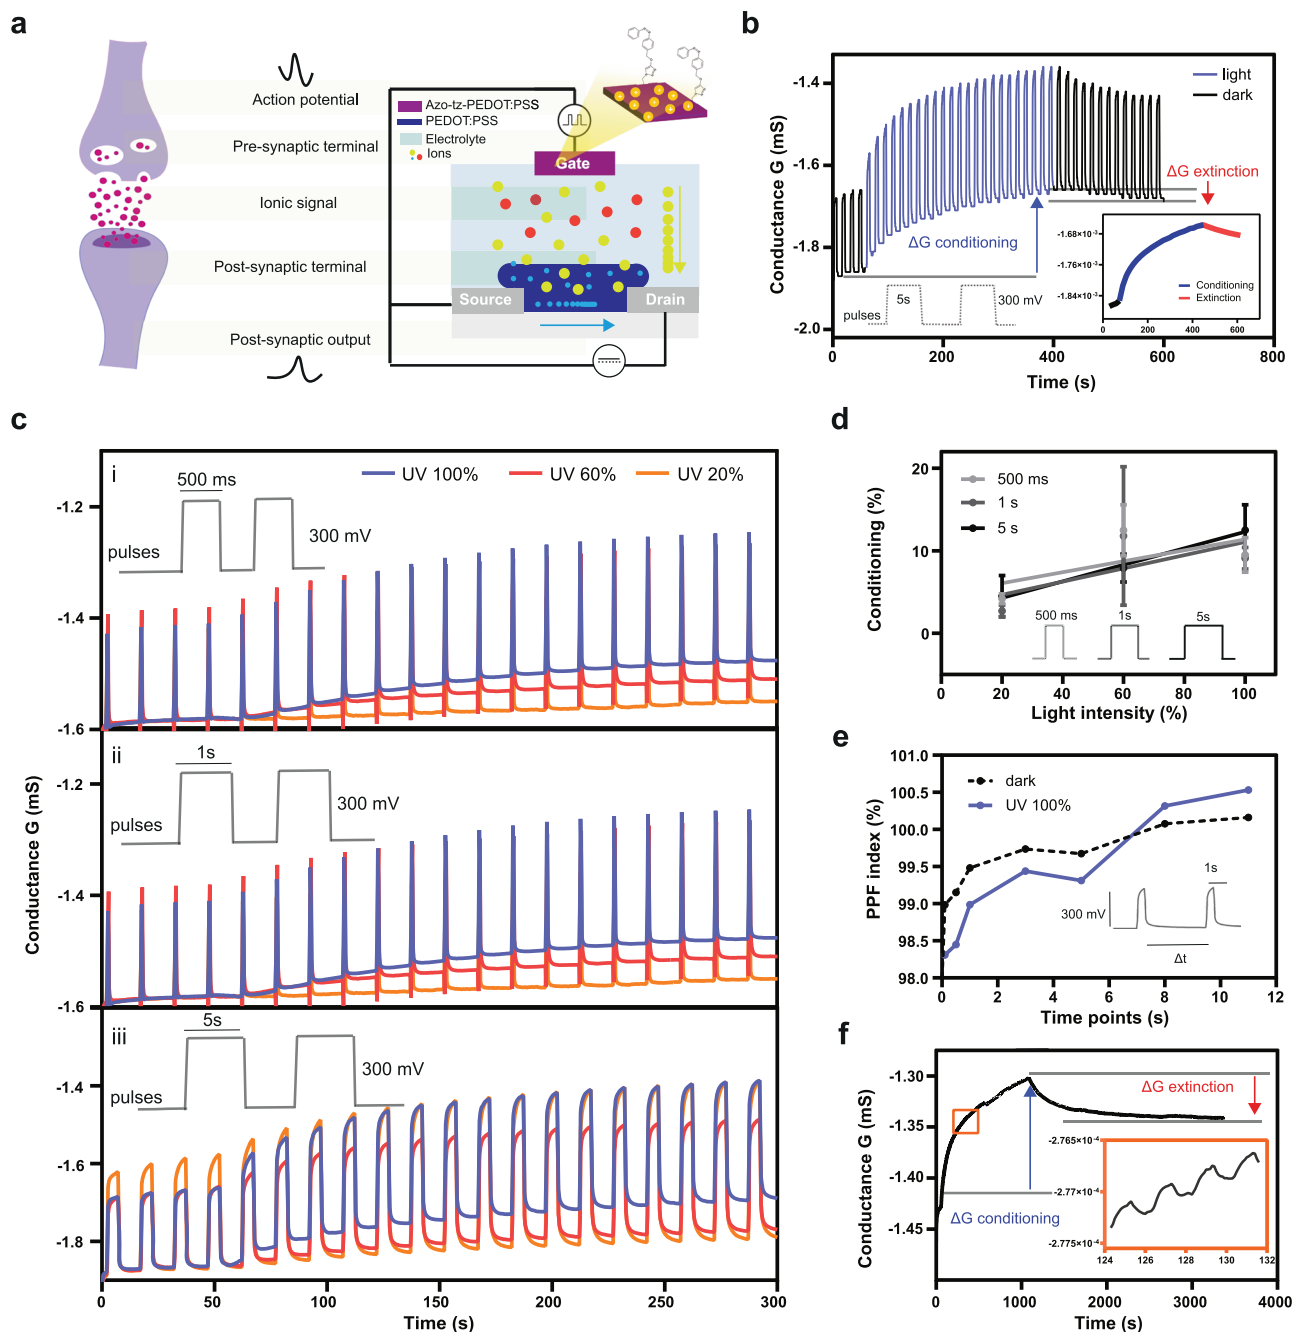 a
Action potential
Pre-synaptic terminal
Ionic signal
Post-synaptic terminal
Post-synaptic output
Azo-tz-PEDOT:PSS
PEDOT:PSS
Electrolyte
Ions
Gate
Source
Drain
b
Conductance G (mS)
-1.4
-1.6
-1.8
-2.0
light
dark
ΔG extinction
ΔG conditioning
pulses
5s
300 mV
-1.68×10⁻³
-1.76×10⁻³
-1.84×10⁻³
Conditioning
Extinction
0 200 400 600
0 200 400 600 800
Time (s)
c
Conductance G (mS)
i
500 ms
pulses
300 mV
UV 100%
UV 60%
UV 20%
-1.2
-1.4
-1.6
ii
1s
pulses
300 mV
-1.2
-1.4
-1.6
iii
5s
pulses
300 mV
-1.4
-1.6
-1.8
0 50 100 150 200 250 300
Time (s)
d
Conditioning (%)
20
10
0
500 ms
1 s
5 s
500 ms
1s
5s
0 20 40 60 80 100
Light intensity (%)
e
PPF index (%)
101.0
100.5
100.0
99.5
99.0
98.5
98.0
dark
UV 100%
1s
300 mV
Δt
0 2 4 6 8 10 12
Time points (s)
f
Conductance G (mS)
-1.30
-1.35
-1.40
-1.45
ΔG extinction
ΔG conditioning
-2.765×10⁻⁴
-2.77×10⁻⁴
-2.775×10⁻⁴
124 126 128 130 132
0 1000 2000 3000 4000
Time (s)